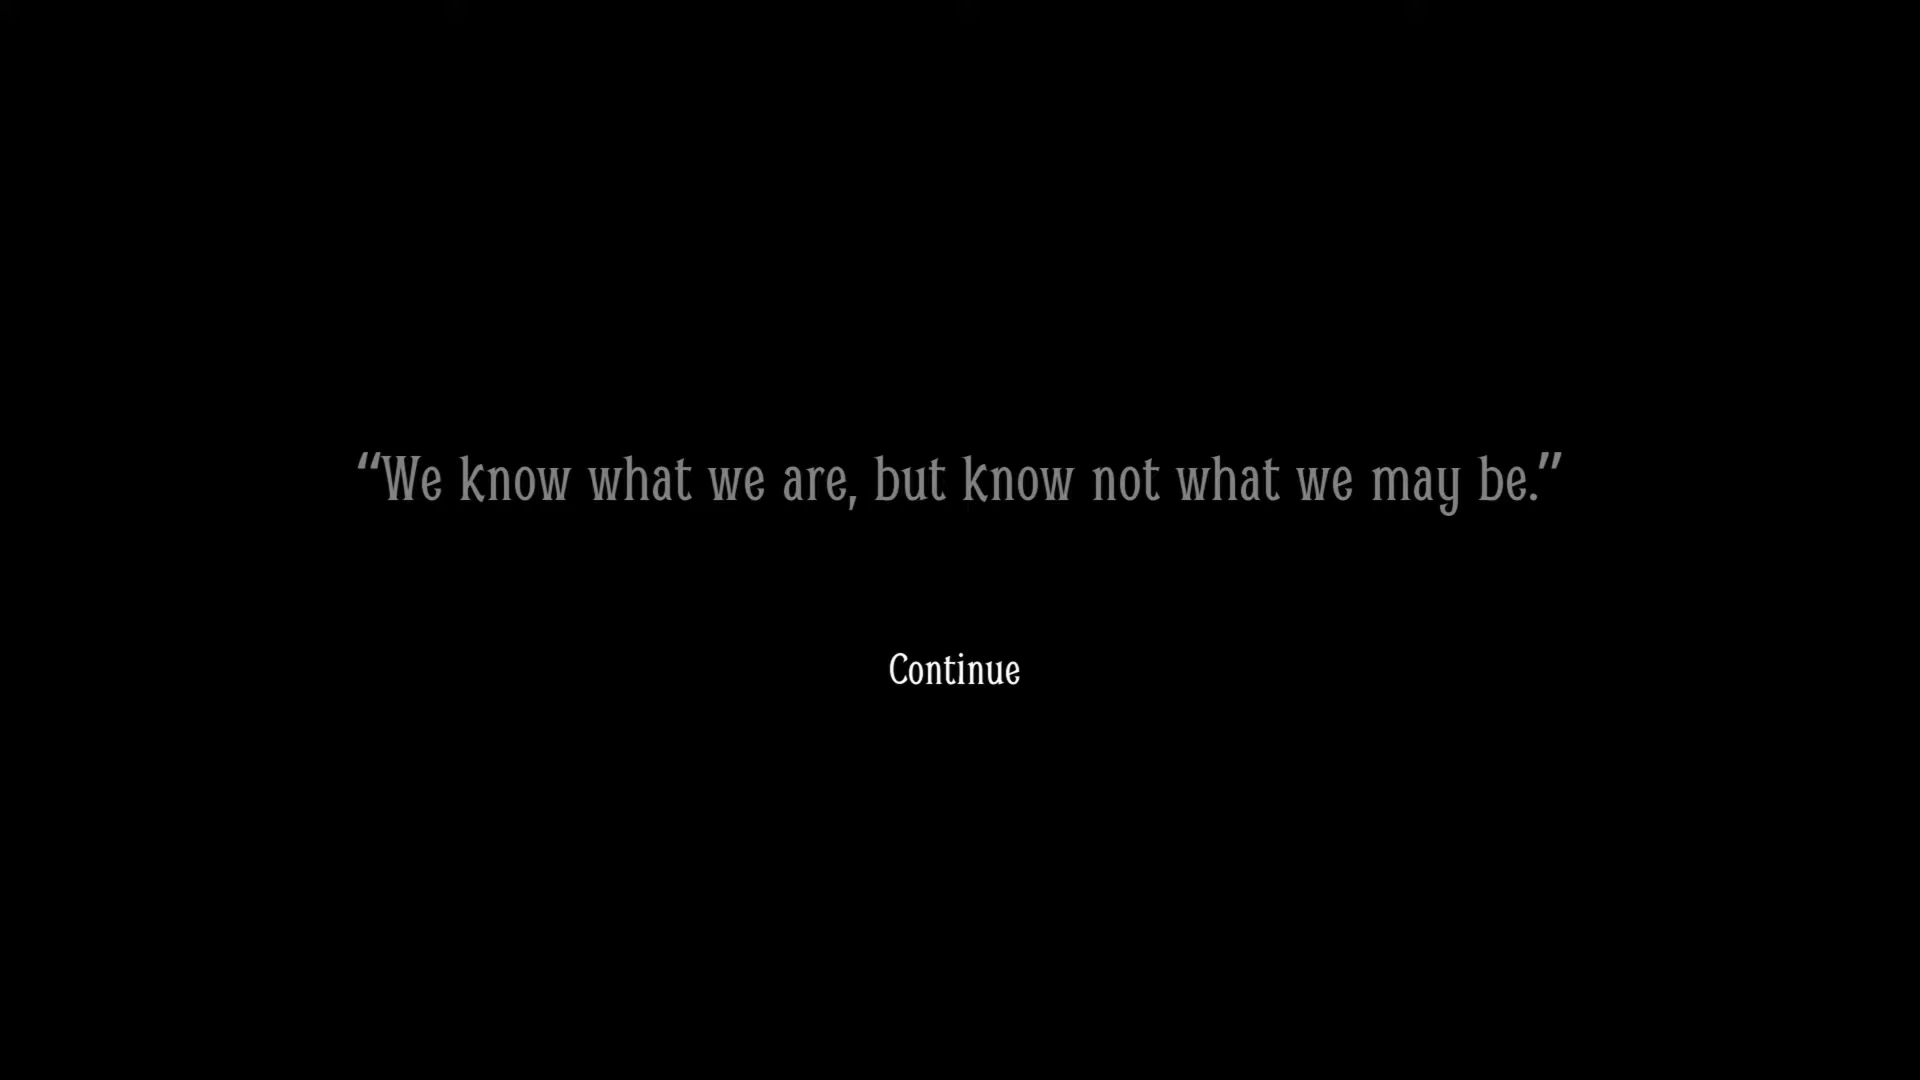 “We know what we are, but know not what we may be.”
Continue